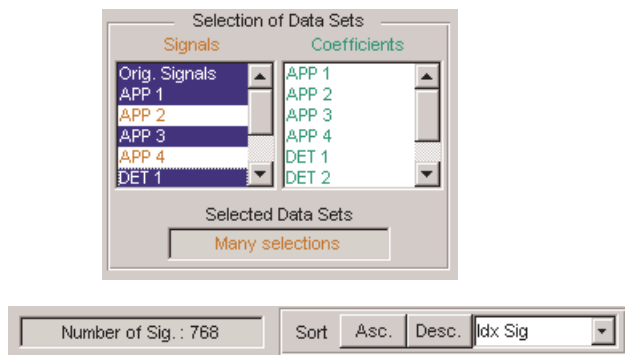 Selection of Data Sets
Signals Coefficients
Orig. Signals APP 1
APP 1 APP 2
APP 2 APP 3
APP 3 APP 4
APP 4 DET 1
DET 1 DET 2
Selected Data Sets
Many selections
Number of Sig. : 768 Sort Asc. Desc. Idx Sig